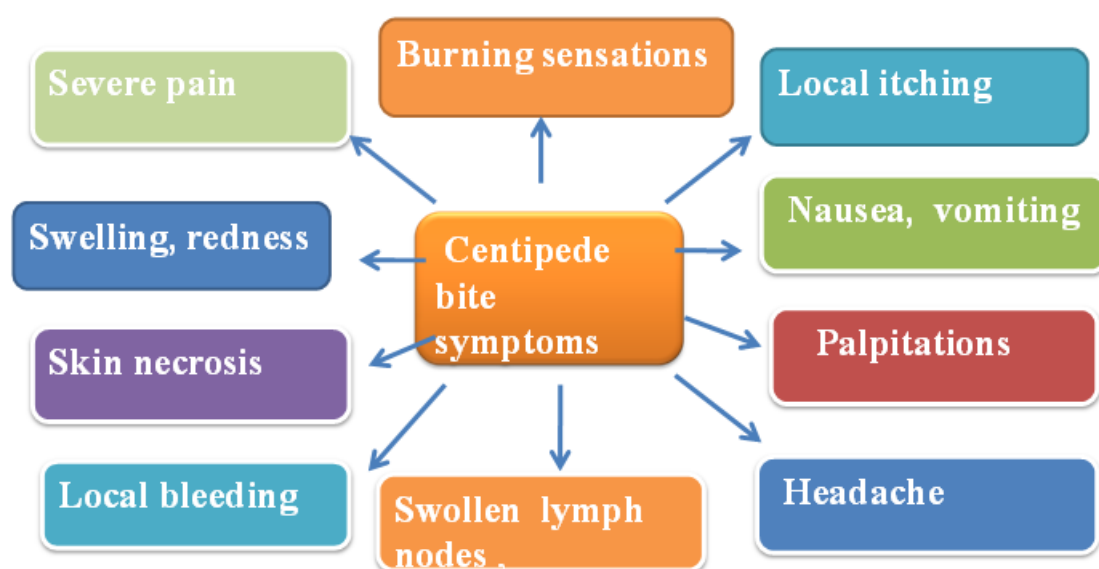 Burning sensations
Severe pain
Local itching
Nausea, vomiting
Swelling, redness
Centipede
bite
symptoms
Palpitations
Skin necrosis
Local bleeding
Headache
Swollen lymph
nodes ,